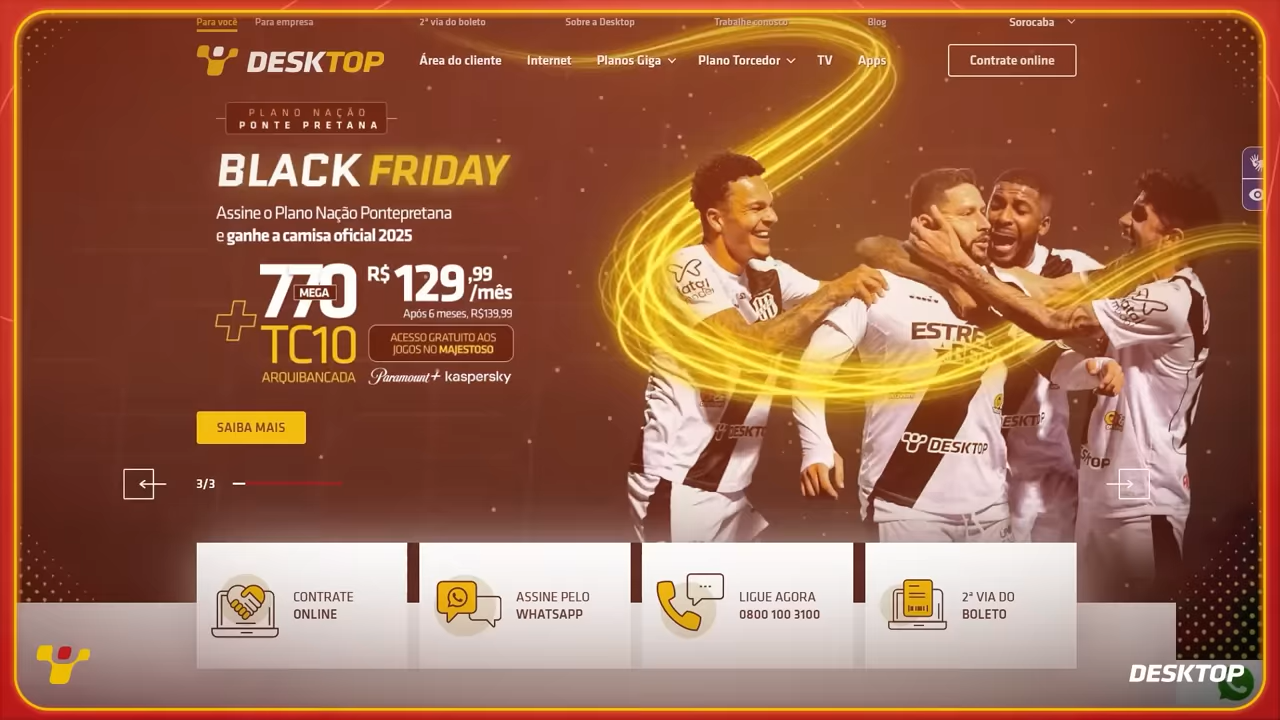 Para você Para empresa 2ª via do boleto Sobre a Desktop Trabalhe conosco Blog Sorocaba
DESKTOP Área do cliente Internet Planos Giga Plano Torcedor TV Apps Contrate online
PLANO NAÇÃO
PONTE PRETANA
BLACK FRIDAY
Assine o Plano Nação Pontepretana
e ganhe a camisa oficial 2025
770 MEGA
R$ 129,99 /mês
Após 6 meses, R$139,99
+ TC10
ARQUIBANCADA
ACESSO GRATUITO AOS
JOGOS NO MAJESTOSO
Paramount+ kaspersky
SAIBA MAIS
3/3
DESKTOP
DESKTOP
DESKTOP
CONTRATE
ONLINE
ASSINE PELO
WHATSAPP
LIGUE AGORA
0800 100 3100
2ª VIA DO
BOLETO
DESKTOP